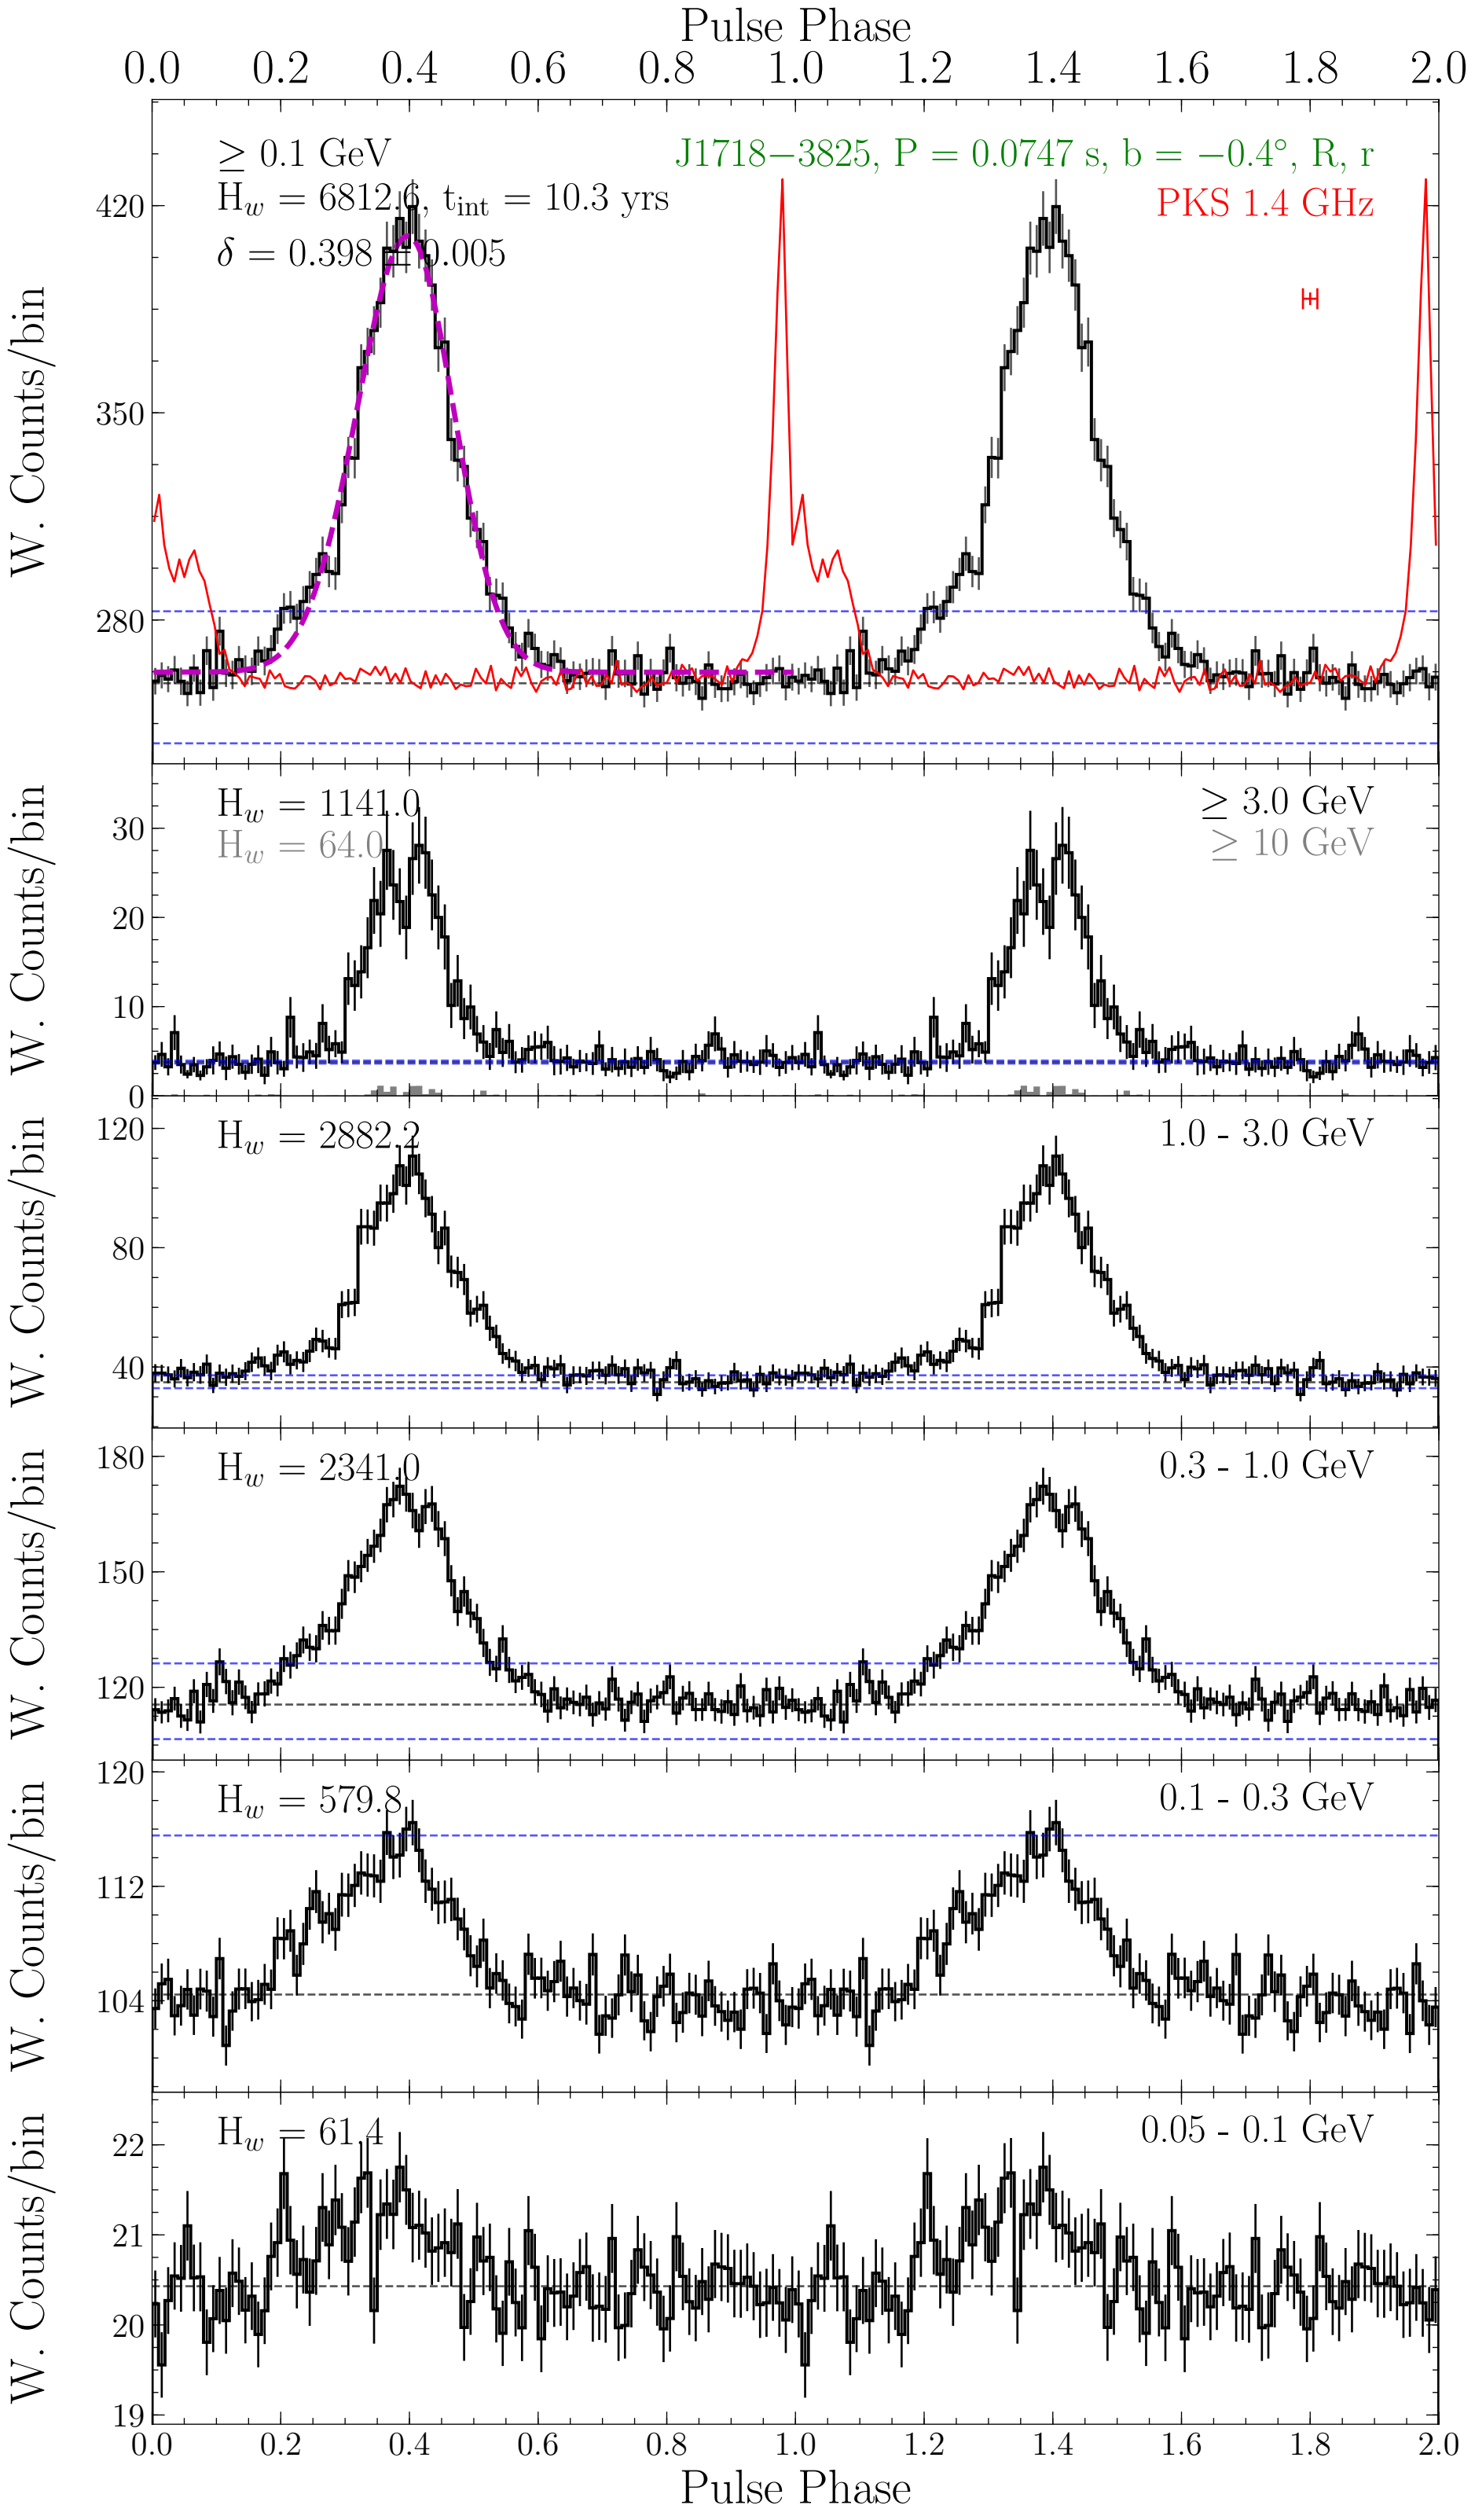 Pulse Phase
0.0 0.2 0.4 0.6 0.8 1.0 1.2 1.4 1.6 1.8 2.0
≥ 0.1 GeV
J1718−3825, P = 0.0747 s, b = −0.4°, R, r
H_w = 6812.6, t_int = 10.3 yrs
PKS 1.4 GHz
δ = 0.398 ± 0.005
W. Counts/bin
420
350
280
H_w = 1141.0
≥ 3.0 GeV
H_w = 64.0
≥ 10 GeV
W. Counts/bin
30
20
10
0
H_w = 2882.2
1.0 - 3.0 GeV
W. Counts/bin
120
80
40
H_w = 2341.0
0.3 - 1.0 GeV
W. Counts/bin
180
150
120
H_w = 579.8
0.1 - 0.3 GeV
W. Counts/bin
120
112
104
H_w = 61.4
0.05 - 0.1 GeV
W. Counts/bin
22
21
20
19
0.0 0.2 0.4 0.6 0.8 1.0 1.2 1.4 1.6 1.8 2.0
Pulse Phase